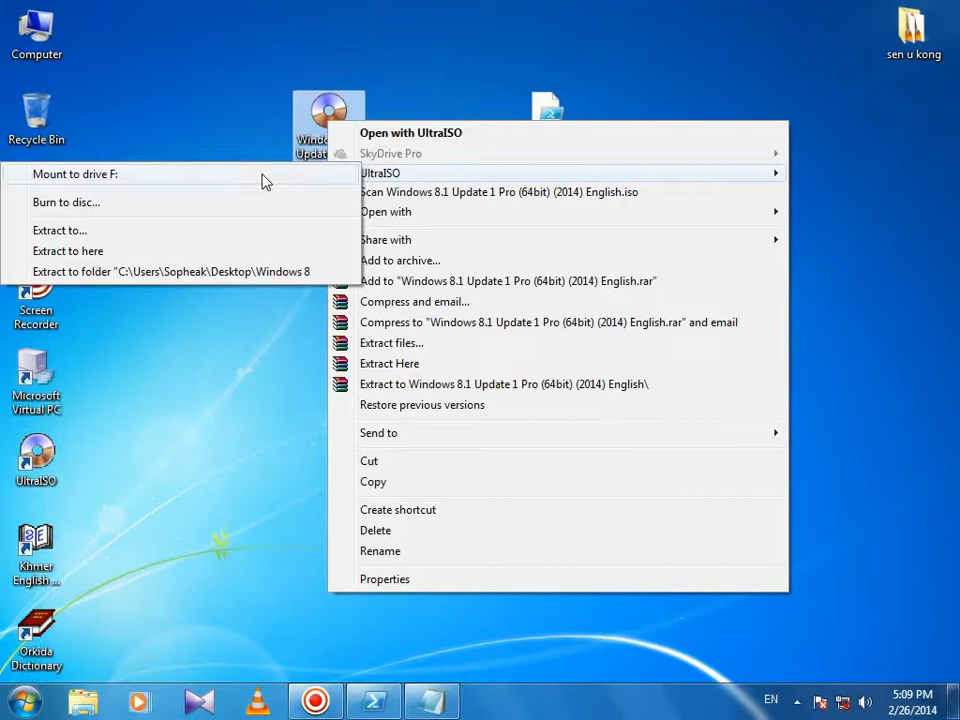 Computer
sen u kong
Recycle Bin
Open with UltraISO
SkyDrive Pro
UltraISO
Scan Windows 8.1 Update 1 Pro (64bit) (2014) English.iso
Open with
Share with
Add to archive...
Add to "Windows 8.1 Update 1 Pro (64bit) (2014) English.rar"
Compress and email...
Compress to "Windows 8.1 Update 1 Pro (64bit) (2014) English.rar" and email
Extract files...
Extract Here
Extract to Windows 8.1 Update 1 Pro (64bit) (2014) English\
Restore previous versions
Send to
Cut
Copy
Create shortcut
Delete
Rename
Properties
Mount to drive F:
Burn to disc...
Extract to...
Extract to here
Extract to folder "C:\Users\Sopheak\Desktop\Windows 8
Screen
Recorder
Microsoft
Virtual PC
UltraISO
Khmer
English ...
Orkida
Dictionary
EN
5:09 PM
2/26/2014